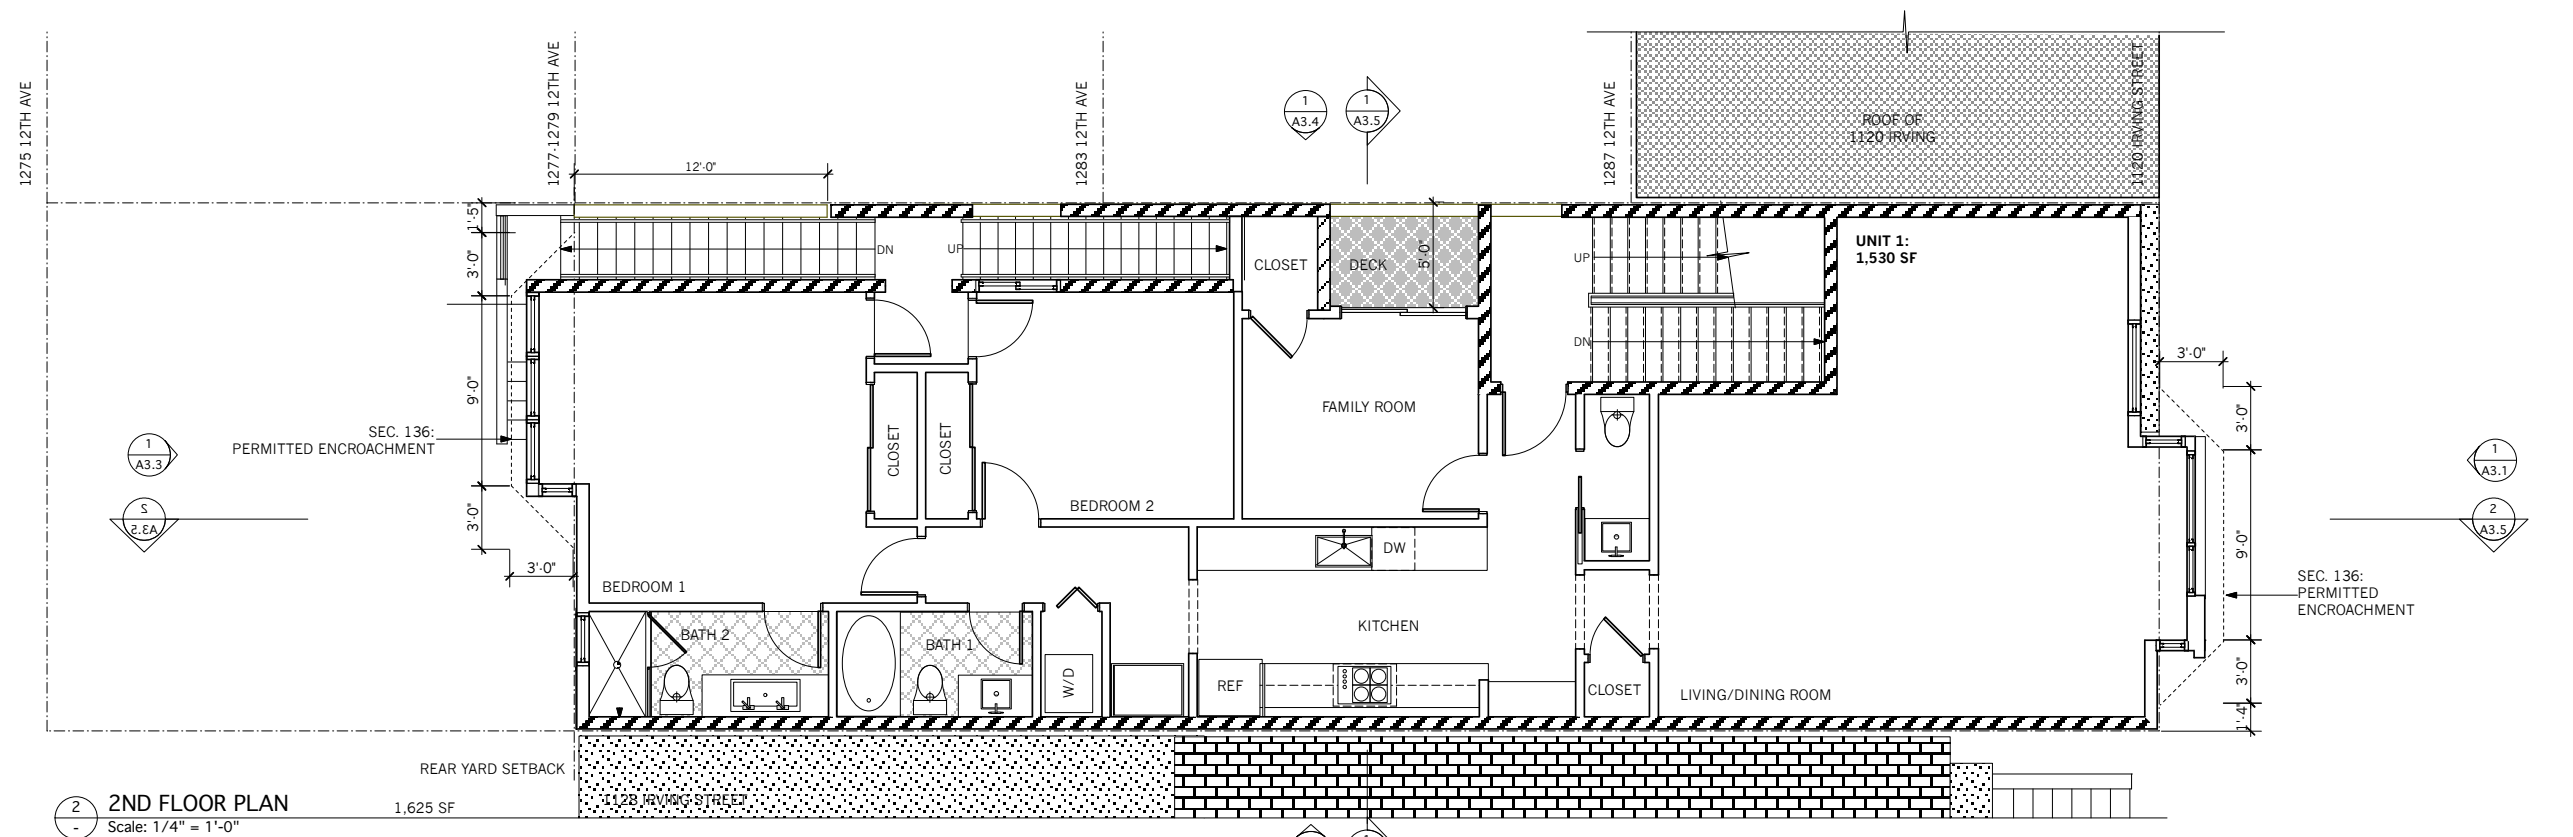 1275 12TH AVE
1277-1279 12TH AVE
1283 12TH AVE
1287 12TH AVE
1120 IRVING STREET
ROOF OF
1120 IRVING
1
A3.4
1
A3.5
12'-0"
1'-5"
3'-0"
9'-0"
3'-0"
3'-0"
DN
UP
CLOSET
DECK
5'-0"
UP
DN
UNIT 1:
1,530 SF
3'-0"
3'-0"
9'-0"
3'-0"
1'-4"
SEC. 136:
PERMITTED ENCROACHMENT
1
A3.3
2
A3.5
CLOSET
CLOSET
FAMILY ROOM
BEDROOM 2
BEDROOM 1
DW
BATH 2
BATH 1
W/D
KITCHEN
REF
CLOSET
LIVING/DINING ROOM
1
A3.1
2
A3.5
SEC. 136:
PERMITTED
ENCROACHMENT
REAR YARD SETBACK
1128 IRVING STREET
2
-
2ND FLOOR PLAN
1,625 SF
Scale: 1/4" = 1'-0"